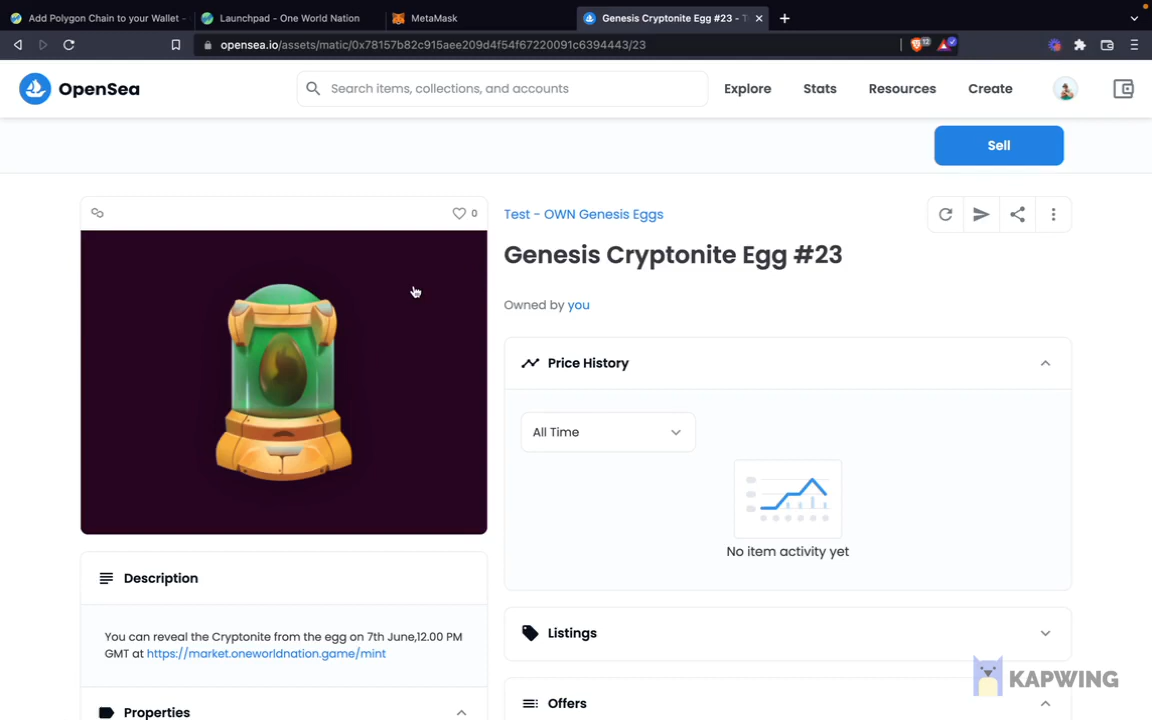 Add Polygon Chain to your Wallet -
Launchpad - One World Nation
MetaMask
Genesis Cryptonite Egg #23 - T
opensea.io/assets/matic/0x78157b82c915aee209d4f54f67220091c6394443/23
12
OpenSea
Search items, collections, and accounts
Explore
Stats
Resources
Create
Sell
0
Test - OWN Genesis Eggs
Genesis Cryptonite Egg #23
Owned by you
Price History
All Time
No item activity yet
Description
You can reveal the Cryptonite from the egg on 7th June,12.00 PM
GMT at https://market.oneworldnation.game/mint
Listings
KAPWING
Offers
Properties